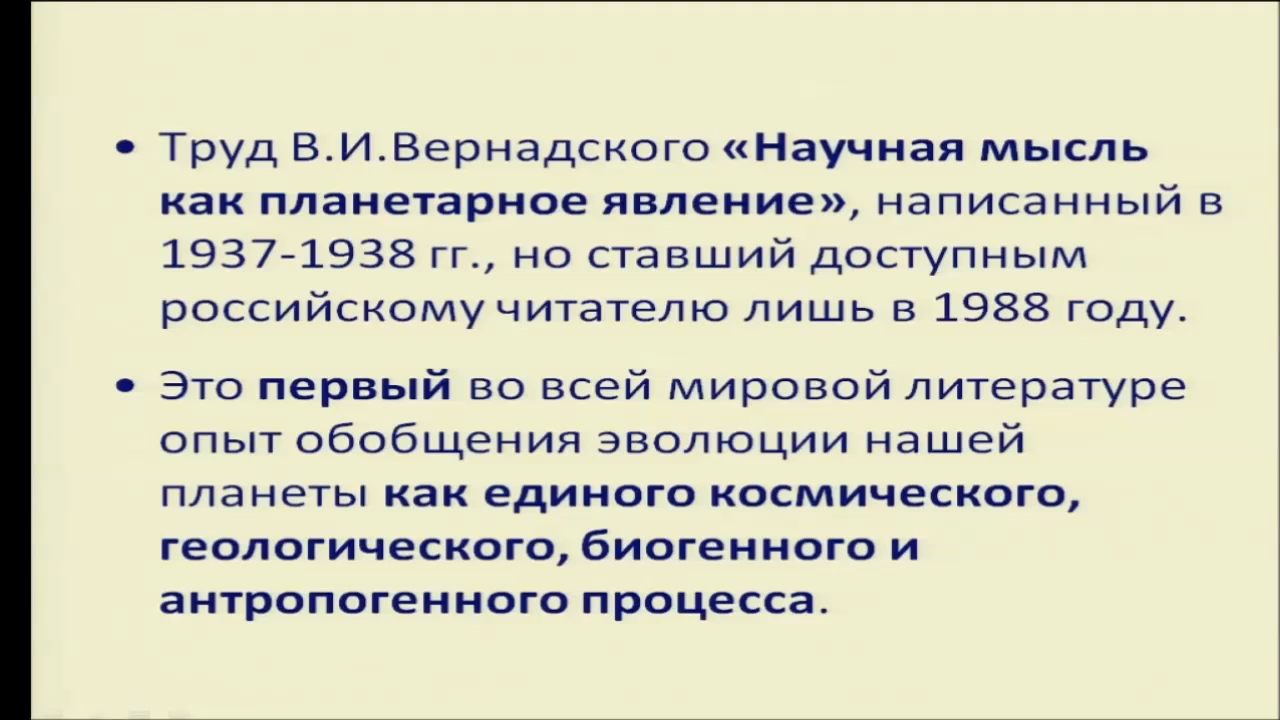 • Труд В.И.Вернадского «Научная мысль
как планетарное явление», написанный в
1937-1938 гг., но ставший доступным
российскому читателю лишь в 1988 году.
• Это первый во всей мировой литературе
опыт обобщения эволюции нашей
планеты как единого космического,
геологического, биогенного и
антропогенного процесса.